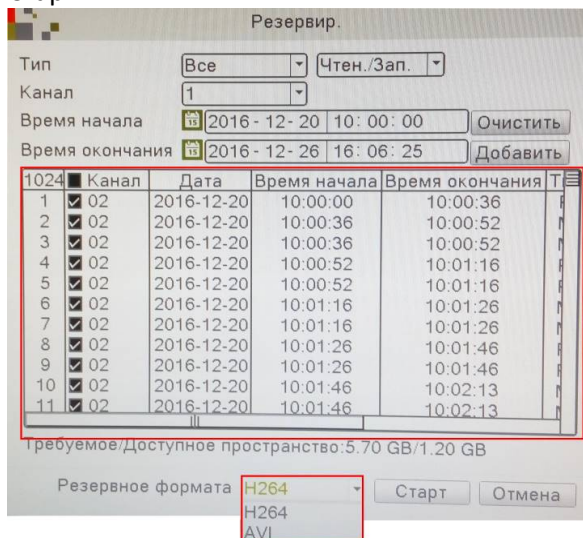 Резервир.
Тип Все Чтен./Зап.
Канал 1
Время начала 15 2016 - 12 - 20 10 : 00 : 00 Очистить
Время окончания 15 2016 - 12 - 26 16 : 06 : 25 Добавить
1024 Канал Дата Время начала Время окончания Т
1 02 2016-12-20 10:00:00 10:00:36
2 02 2016-12-20 10:00:36 10:00:52
3 02 2016-12-20 10:00:36 10:00:52
4 02 2016-12-20 10:00:52 10:01:16
5 02 2016-12-20 10:00:52 10:01:16
6 02 2016-12-20 10:01:16 10:01:26
7 02 2016-12-20 10:01:16 10:01:26
8 02 2016-12-20 10:01:26 10:01:46
9 02 2016-12-20 10:01:26 10:01:46
10 02 2016-12-20 10:01:46 10:02:13
11 02 2016-12-20 10:01:46 10:02:13
Требуемое/Доступное пространство:5.70 GB/1.20 GB
Резервное формата H264 Старт Отмена
H264
AVI